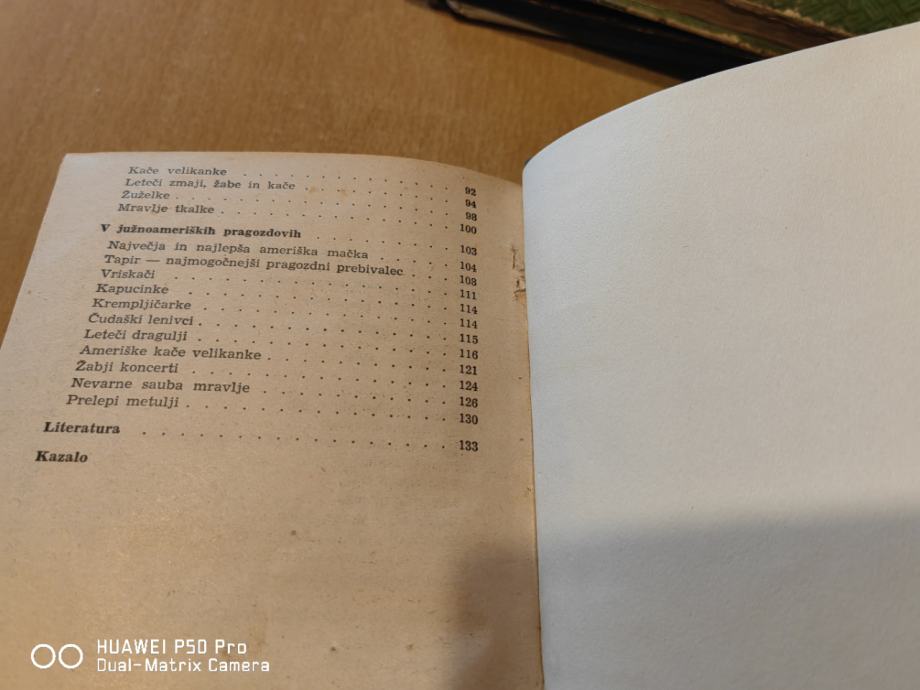 Kače velikanke . . . . . . . . . . 92
Leteči zmaji, žabe in kače . . . . . . . . 94
Žuželke . . . . . . . . . . . . 98
Mravlje tkalke . . . . . . . . . . 100
V južnoameriških pragozdovih . . . . . . . 103
Največja in najlepša ameriška mačka . . . . 104
Tapir — najmogočnejši pragozdni prebivalec . . 108
Vriskači . . . . . . . . . . . . 111
Kapucinke . . . . . . . . . . . 114
Krempljičarke . . . . . . . . . . 114
Čudaški lenivci . . . . . . . . . . 115
Leteči dragulji . . . . . . . . . . 116
Ameriške kače velikanke . . . . . . . . 121
Žabji koncerti . . . . . . . . . . 124
Nevarne sauba mravlje . . . . . . . . 126
Prelepi metulji . . . . . . . . . . 130
Literatura . . . . . . . . . . . . 133
Kazalo
HUAWEI P50 Pro
Dual-Matrix Camera